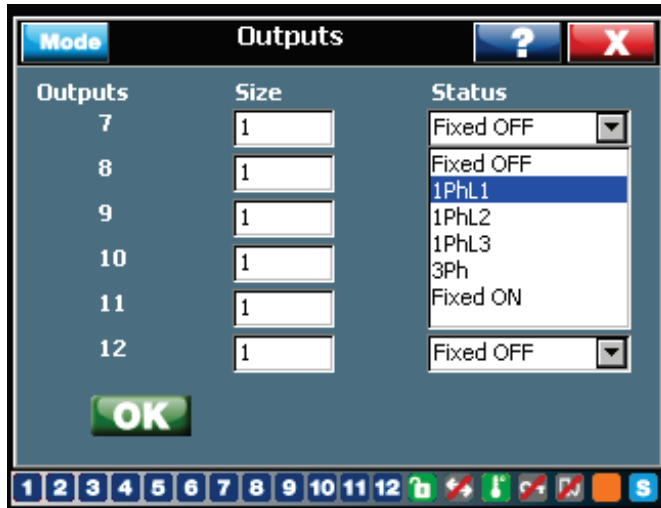 Mode Outputs ? X
Outputs Size Status
7 1 Fixed OFF
8 1 Fixed OFF
1PhL1
9 1 1PhL2
1PhL3
10 1 3Ph
11 1 Fixed ON
12 1 Fixed OFF
OK
1 2 3 4 5 6 7 8 9 10 11 12 S